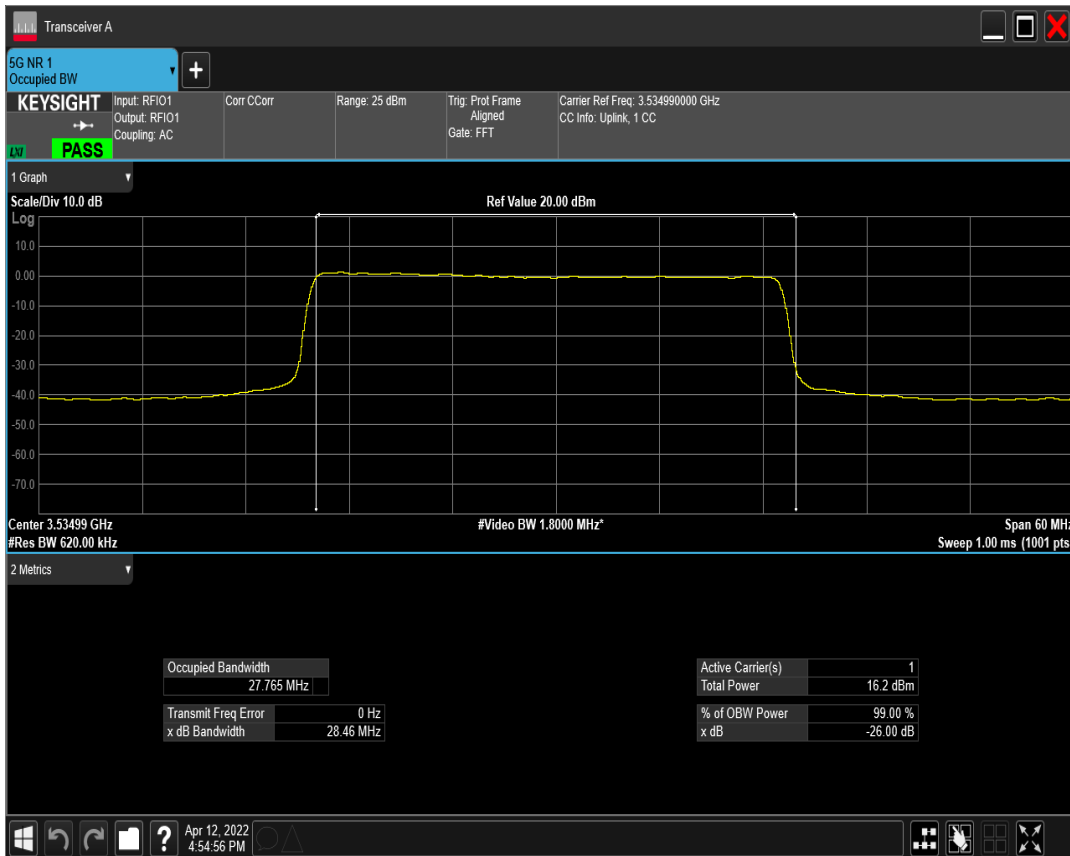 Transceiver A
5G NR 1
Occupied BW
+
KEYSIGHT
LXI
PASS
Input: RFIO1
Output: RFIO1
Coupling: AC
Corr CCorr
Range: 25 dBm
Trig: Prot Frame
Aligned
Gate: FFT
Carrier Ref Freq: 3.534990000 GHz
CC Info: Uplink, 1 CC
1 Graph
Scale/Div 10.0 dB
Ref Value 20.00 dBm
Log
10.0
0.00
-10.0
-20.0
-30.0
-40.0
-50.0
-60.0
-70.0
Center 3.53499 GHz
#Video BW 1.8000 MHz*
Span 60 MHz
#Res BW 620.00 kHz
Sweep 1.00 ms (1001 pts
2 Metrics
Occupied Bandwidth
27.765 MHz
Transmit Freq Error 0 Hz
x dB Bandwidth 28.46 MHz
Active Carrier(s) 1
Total Power 16.2 dBm
% of OBW Power 99.00 %
x dB -26.00 dB
?
Apr 12, 2022
4:54:56 PM